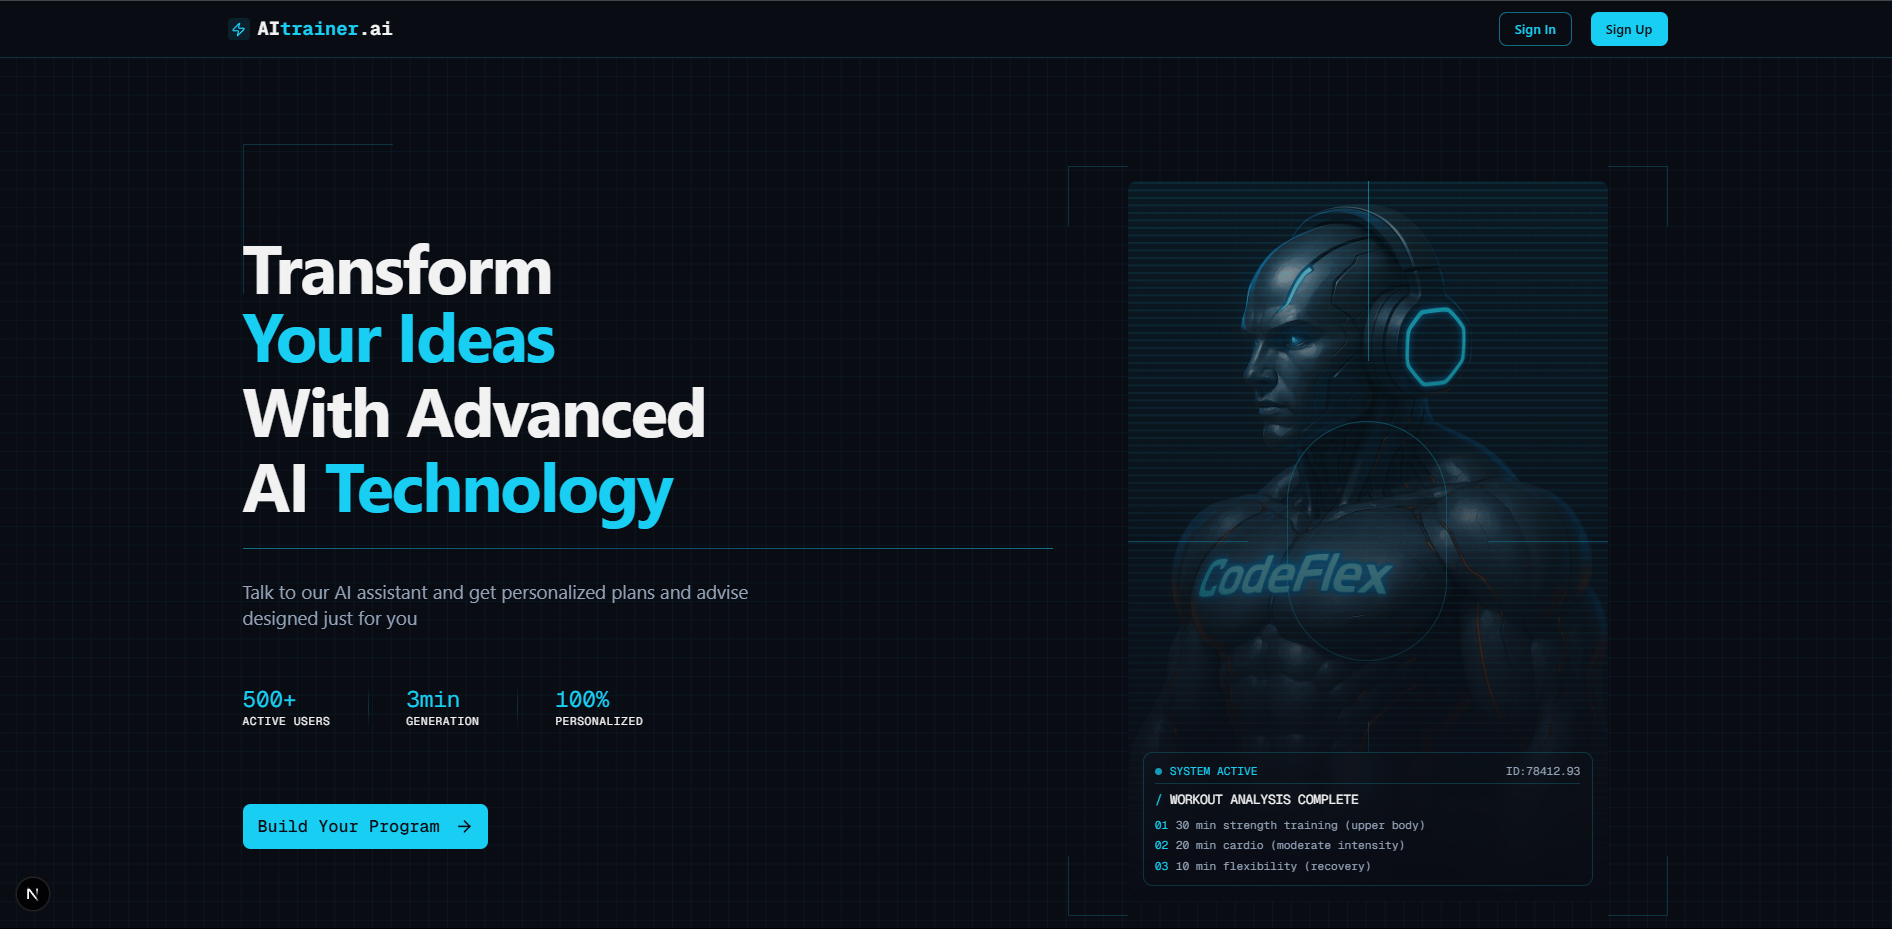 AItrainer.ai
Sign In
Sign Up
Transform
Your Ideas
With Advanced
AI Technology
Talk to our AI assistant and get personalized plans and advise
designed just for you
500+
ACTIVE USERS
3min
GENERATION
100%
PERSONALIZED
Build Your Program
CodeFlex
SYSTEM ACTIVE
ID:78412.93
/ WORKOUT ANALYSIS COMPLETE
01 30 min strength training (upper body)
02 20 min cardio (moderate intensity)
03 10 min flexibility (recovery)
N